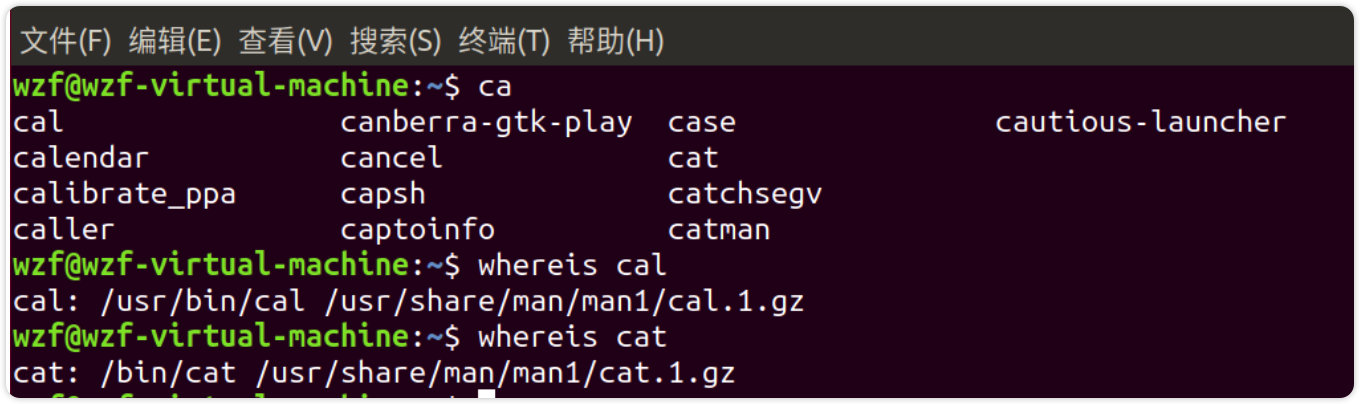 文件(F) 编辑(E) 查看(V) 搜索(S) 终端(T) 帮助(H)
wzf@wzf-virtual-machine:~$ ca
cal canberra-gtk-play case cautious-launcher
calendar cancel cat
calibrate_ppa capsh catchsegv
caller captoinfo catman
wzf@wzf-virtual-machine:~$ whereis cal
cal: /usr/bin/cal /usr/share/man/man1/cal.1.gz
wzf@wzf-virtual-machine:~$ whereis cat
cat: /bin/cat /usr/share/man/man1/cat.1.gz